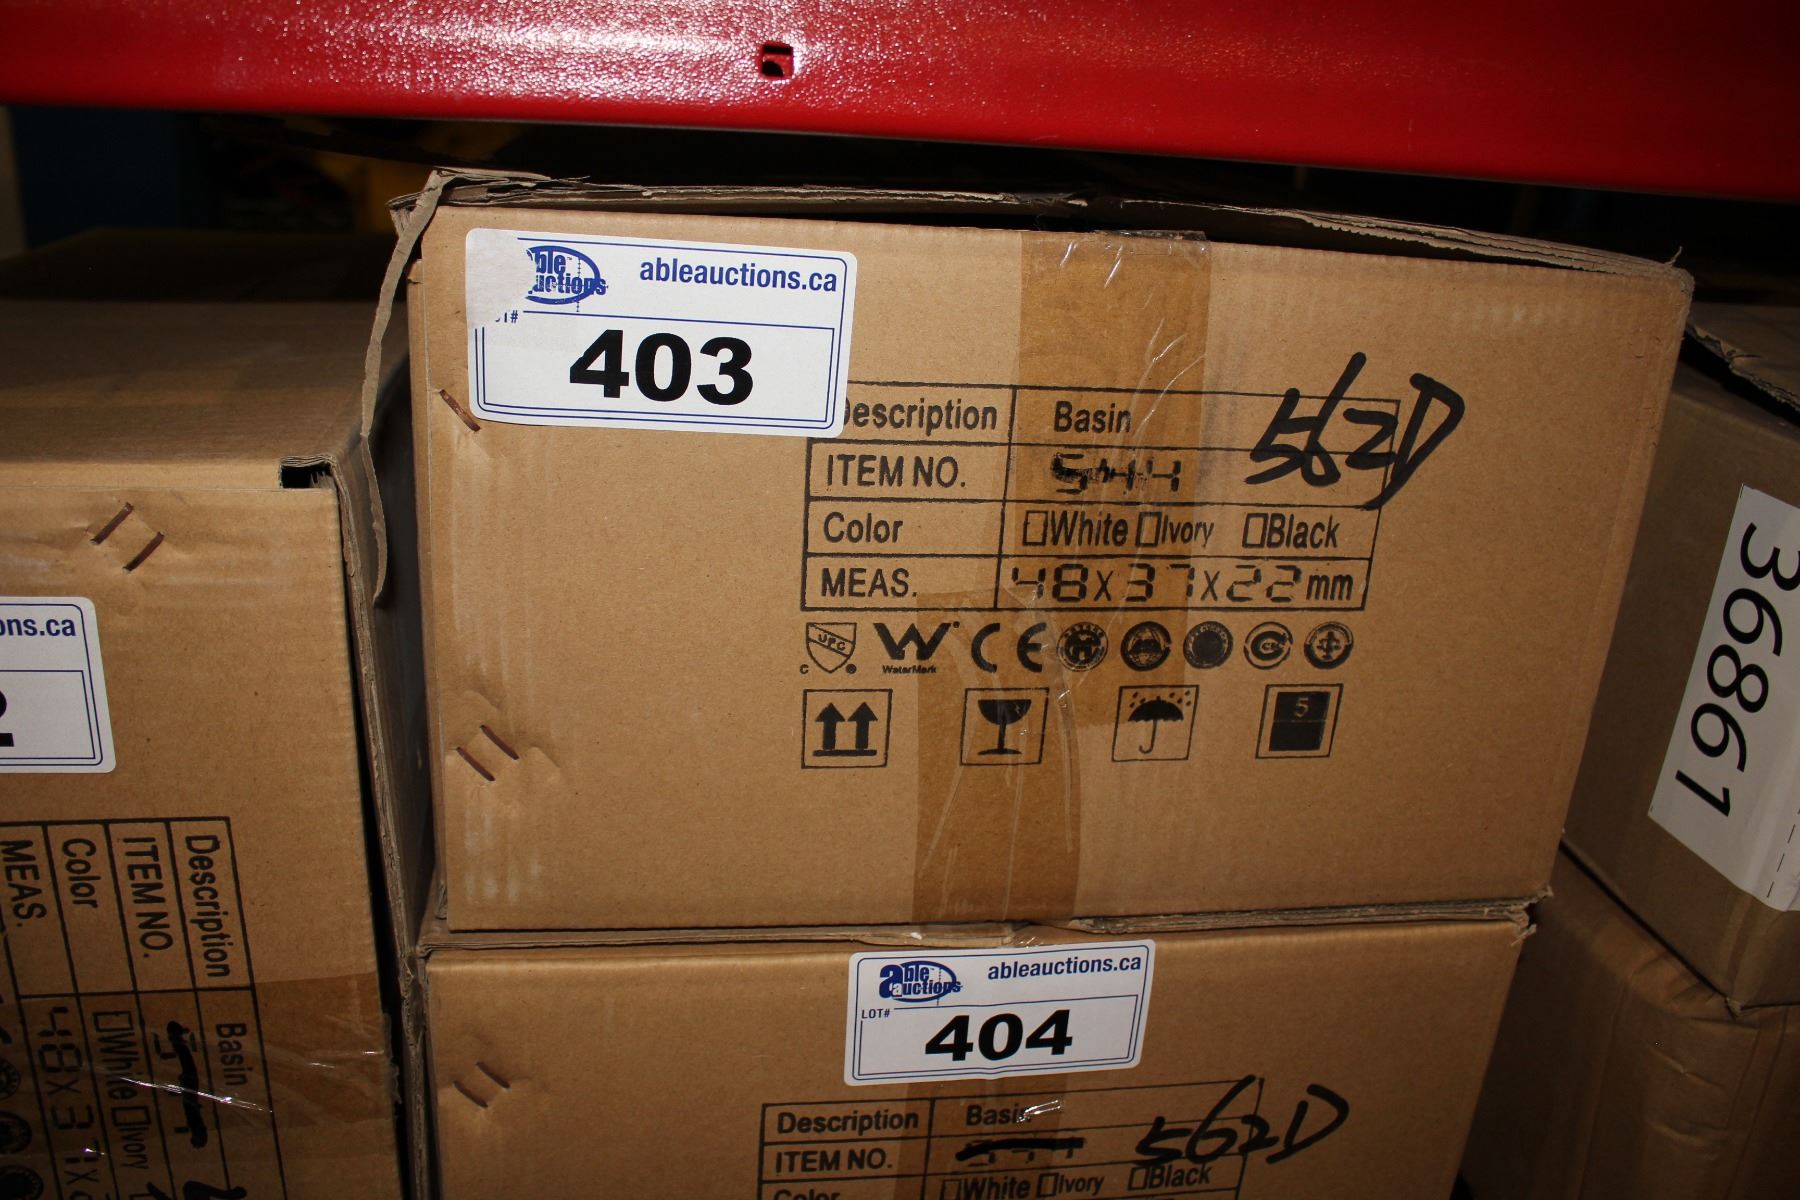 ableauctions.ca
403
Description Basin
ITEM NO. 544 562D
Color □White □Ivory □Black
MEAS. 48x37x22mm
UPC
C ®
WaterMark
CE
5
able
auctions
ableauctions.ca
LOT#
404
Description Basin
ITEM NO. 562D
Color □White □Ivory □Black
ons.ca
2
Description Basin
ITEM NO.
Color □White □Ivory
MEAS. 48x37x
36861